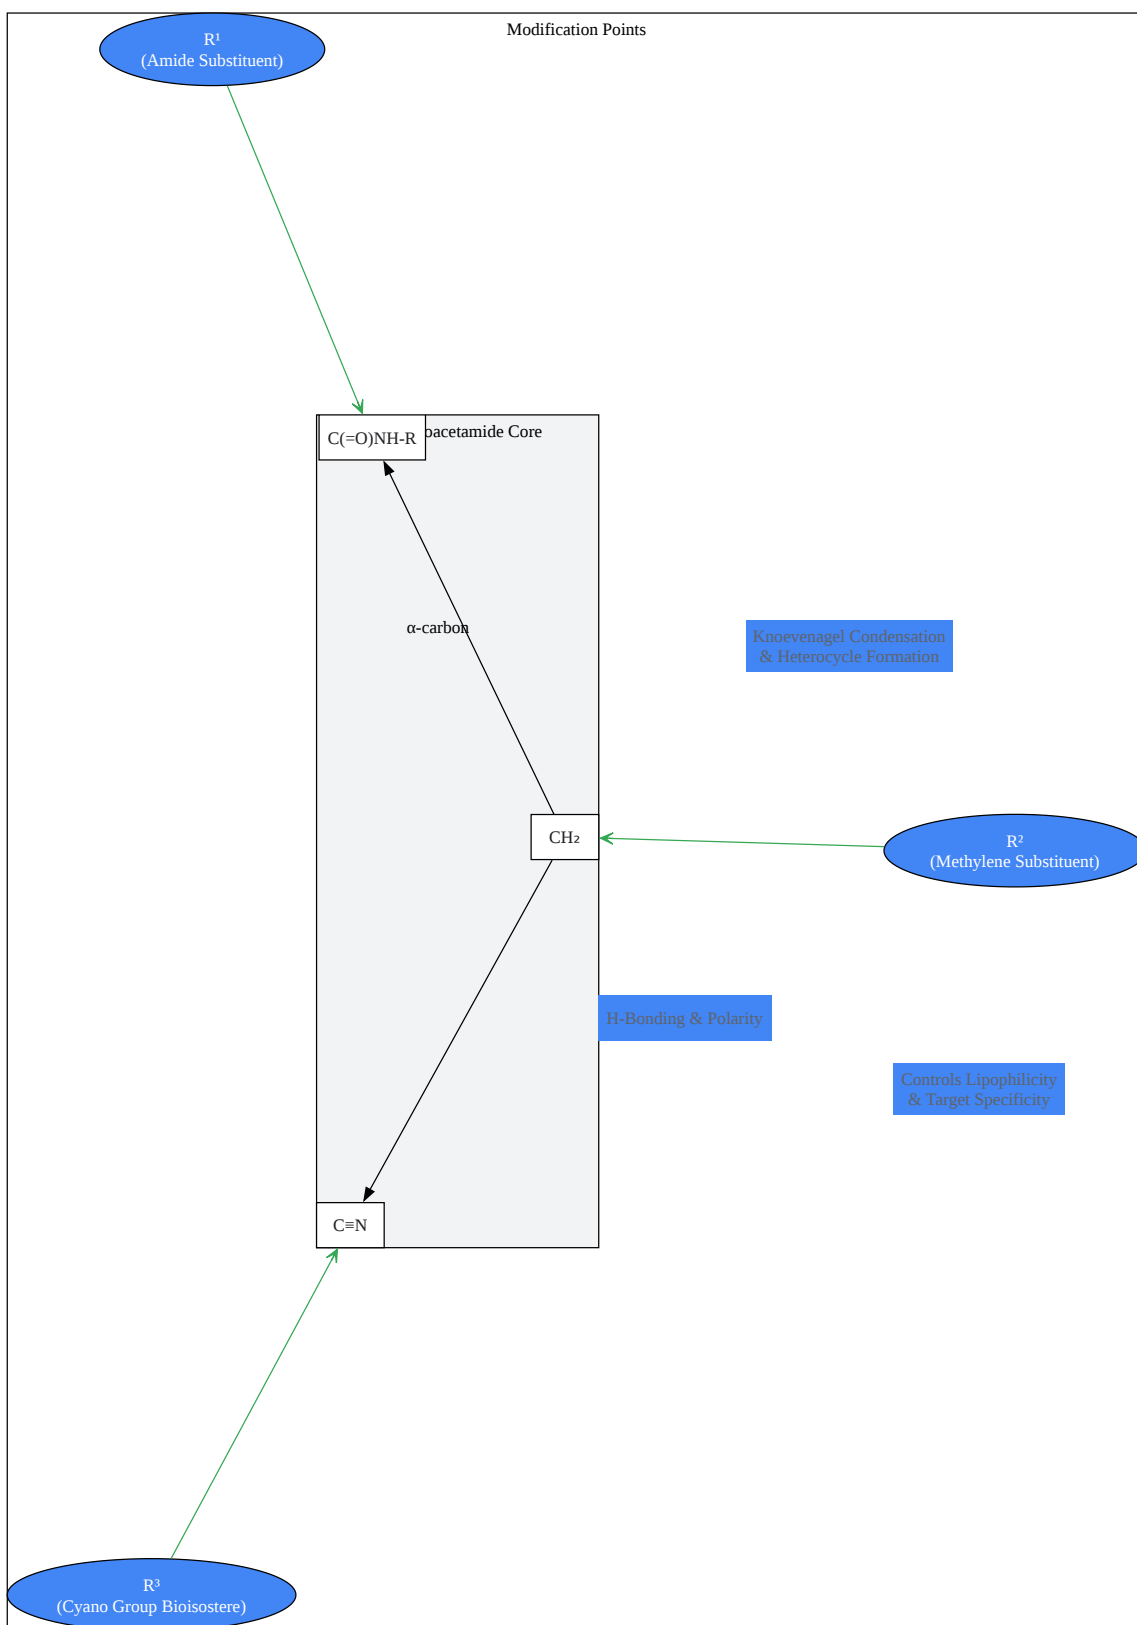 Modification Points
R¹
(Amide Substituent)
C(=O)NH-R
oacetamide Core
α-carbon
Knoevenagel Condensation
& Heterocycle Formation
CH₂
R²
(Methylene Substituent)
H-Bonding & Polarity
Controls Lipophilicity
& Target Specificity
C≡N
R³
(Cyano Group Bioisostere)